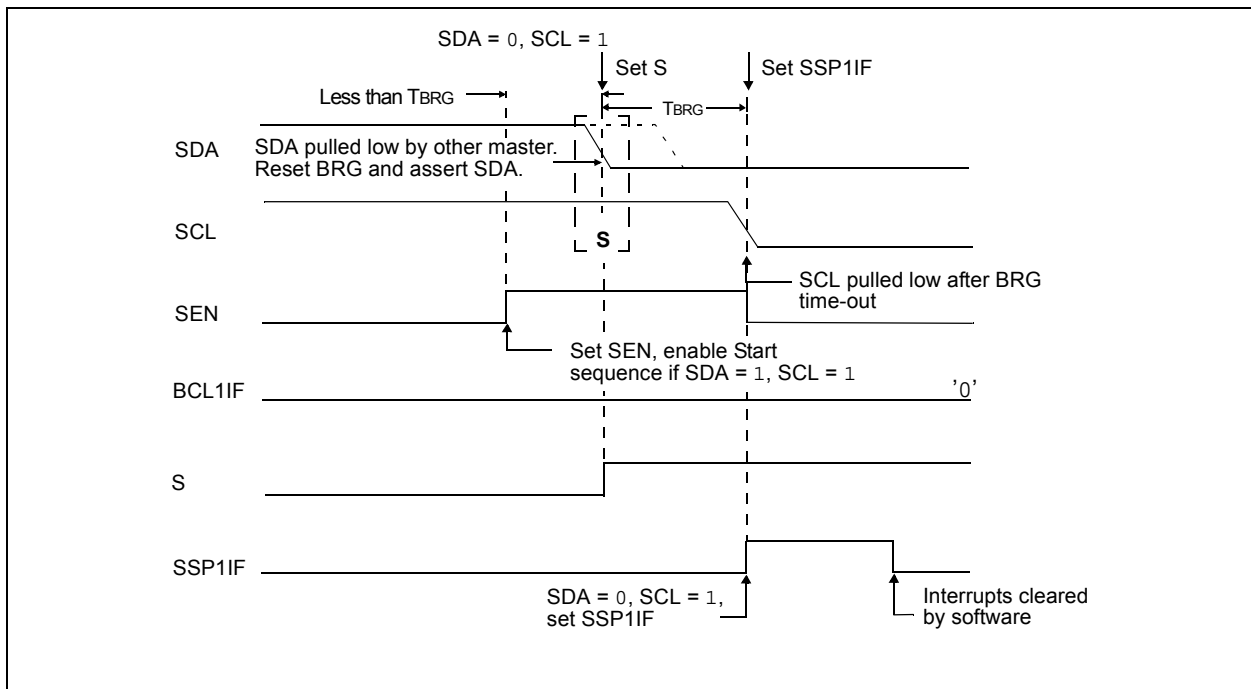 SDA = 0, SCL = 1
Set S
Set SSP1IF
Less than TBRG
TBRG
SDA
SDA pulled low by other master.
Reset BRG and assert SDA.
SCL
S
SCL pulled low after BRG
time-out
SEN
Set SEN, enable Start
sequence if SDA = 1, SCL = 1
BCL1IF
'0'
S
SSP1IF
SDA = 0, SCL = 1,
set SSP1IF
Interrupts cleared
by software